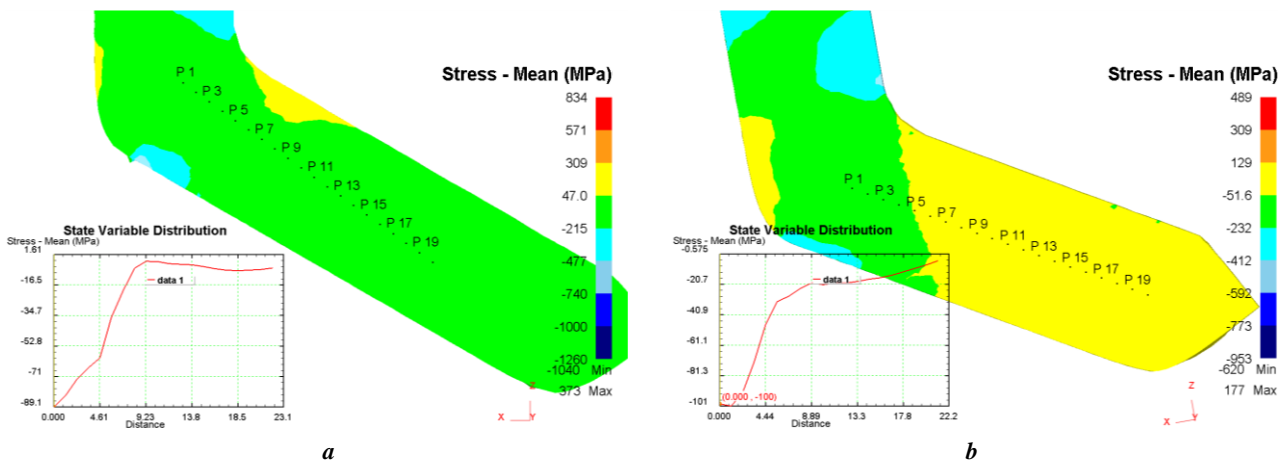 Stress - Mean (MPa)
834
571
309
47.0
-215
-477
-740
-1000
-1260
-1040 Min
373 Max
P 1
P 3
P 5
P 7
P 9
P 11
P 13
P 15
P 17
P 19
State Variable Distribution
Stress - Mean (MPa)
1.61
-16.5
-34.7
-52.8
-71
-89.1
data 1
0.000 4.61 9.23 13.8 18.5 23.1
Distance
Z
X Y
a
Stress - Mean (MPa)
489
309
129
-51.6
-232
-412
-592
-773
-953
-620 Min
177 Max
P 1
P 3
P 5
P 7
P 9
P 11
P 13
P 15
P 17
P 19
State Variable Distribution
Stress - Mean (MPa)
-0.575
-20.7
-40.9
-61.1
-81.3
-101
data 1
(0.000 , -100)
0.000 4.44 8.89 13.3 17.8 22.2
Distance
Z
X Y
b